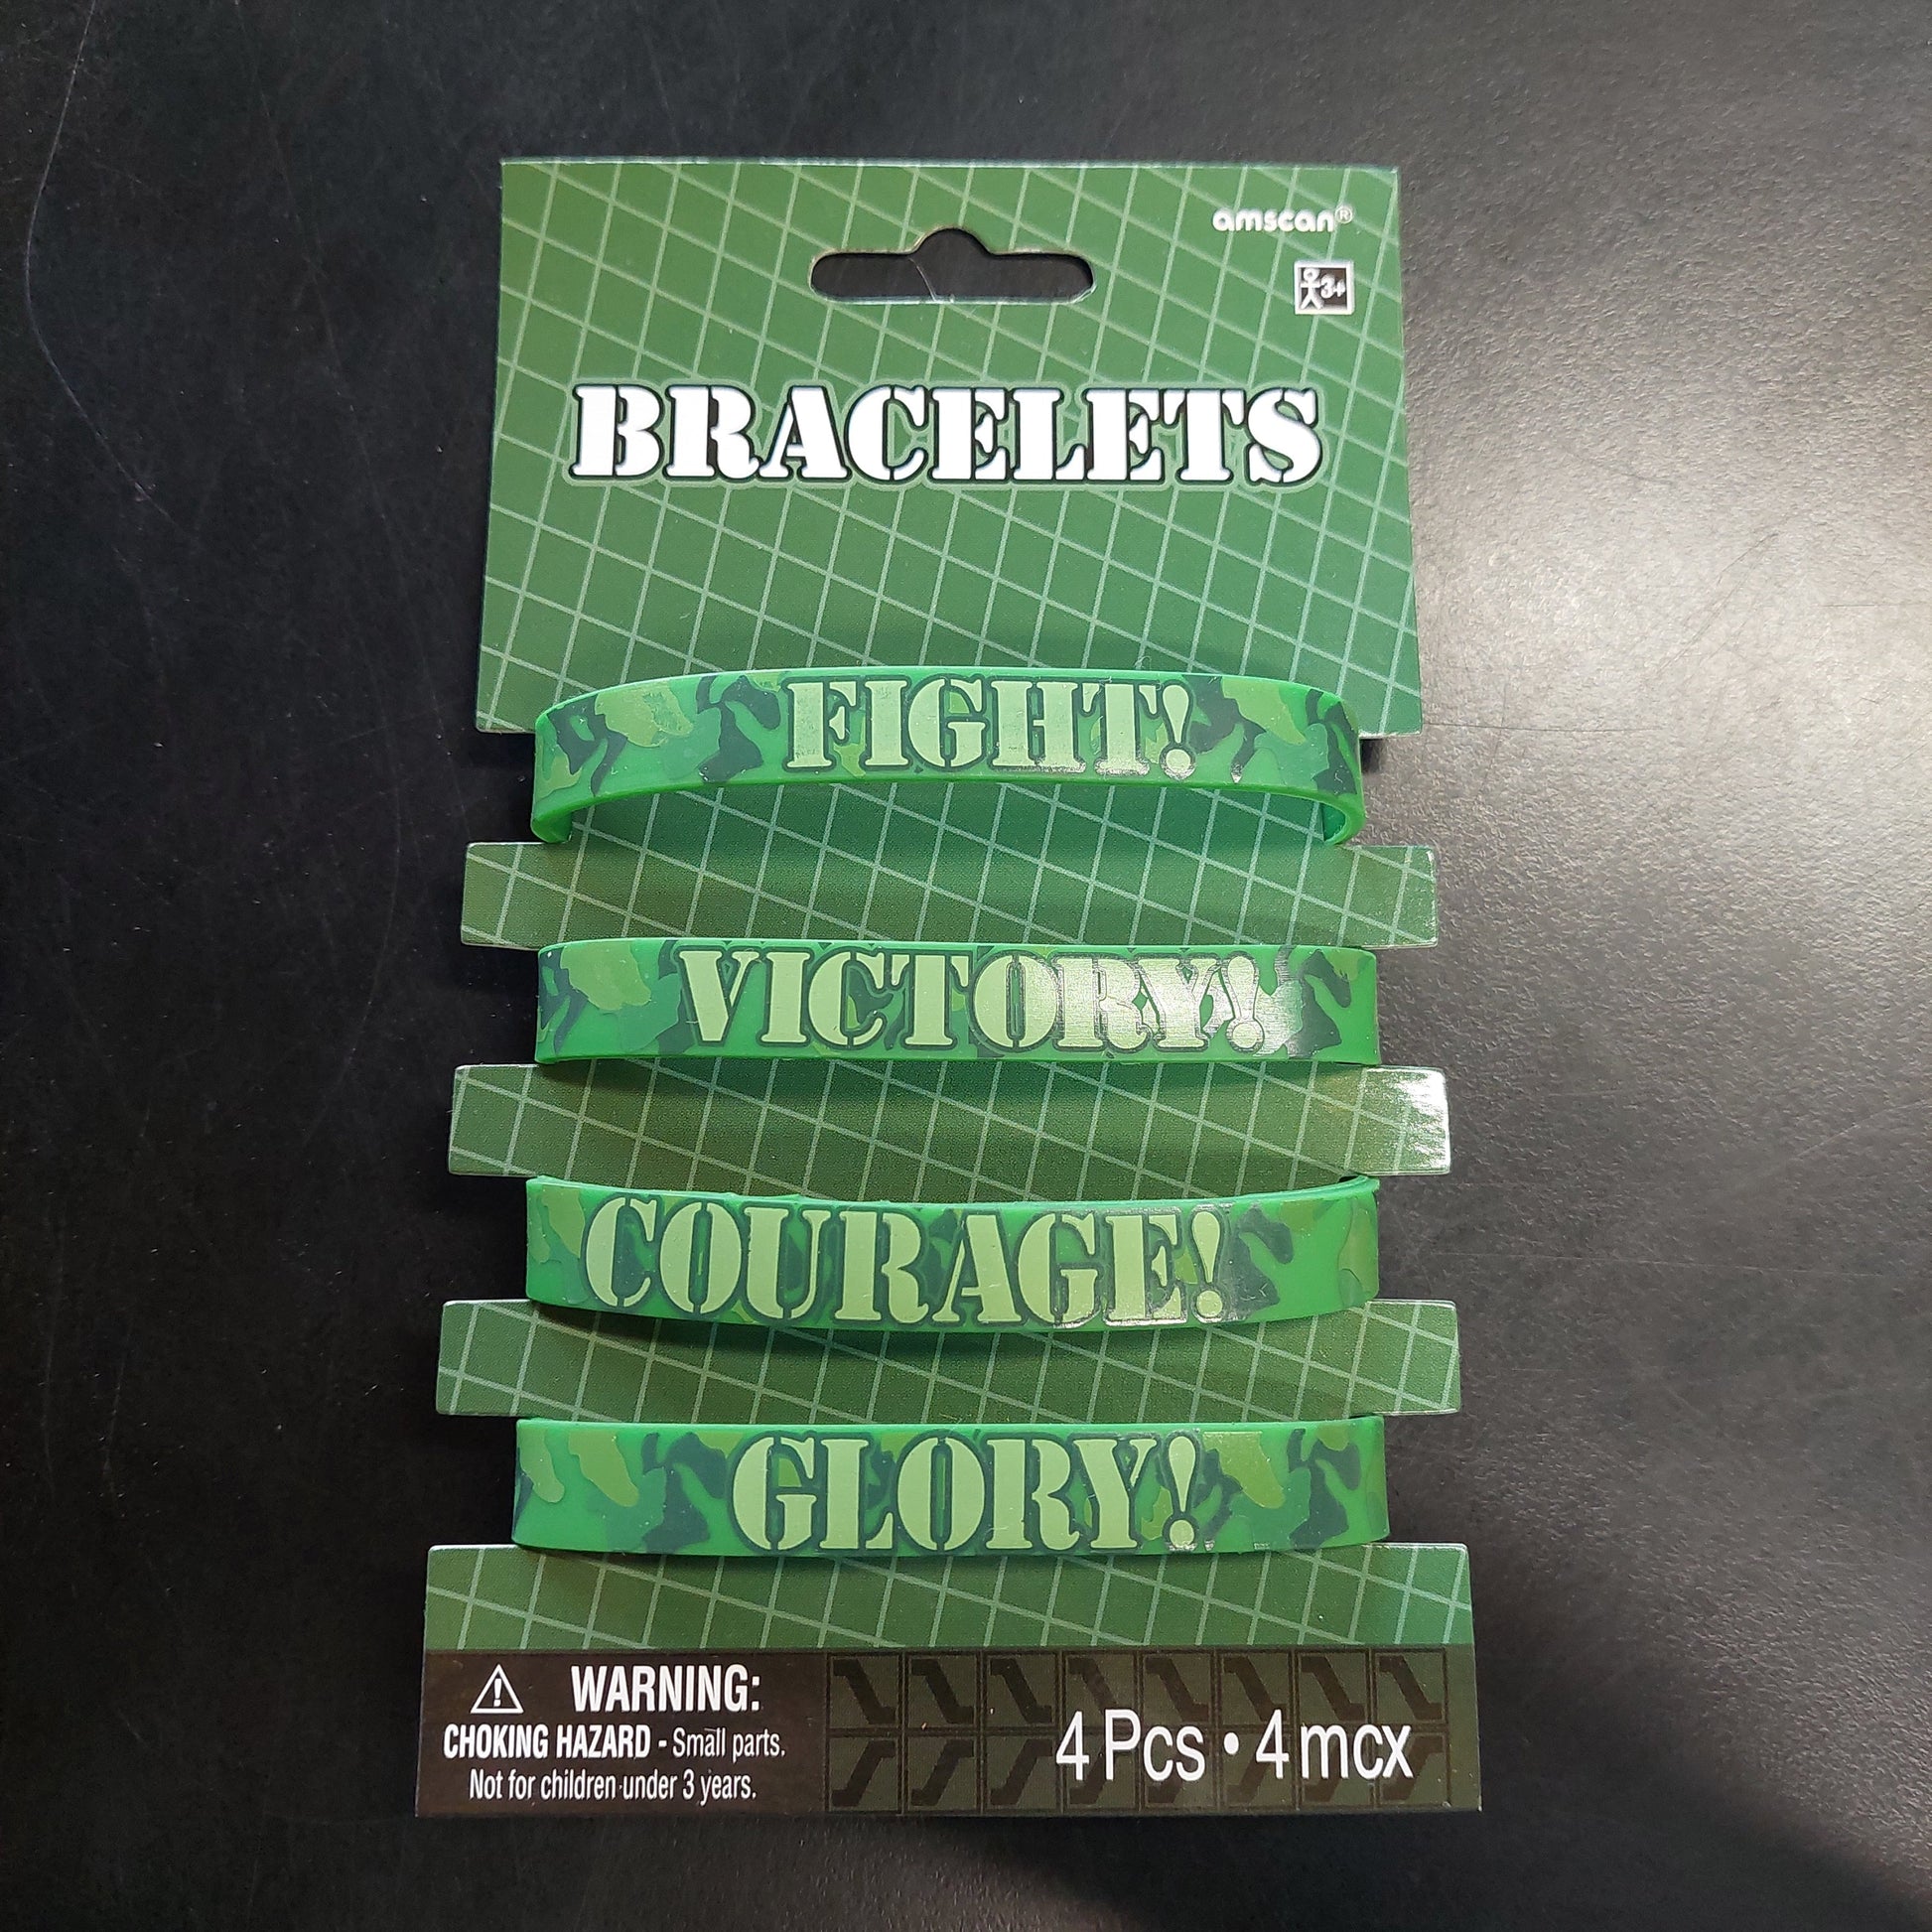 amscan®
3+
BRACELETS
FIGHT!
VICTORY!
COURAGE!
GLORY!
WARNING:
CHOKING HAZARD - Small parts.
Not for children under 3 years.
4 Pcs • 4 mcx